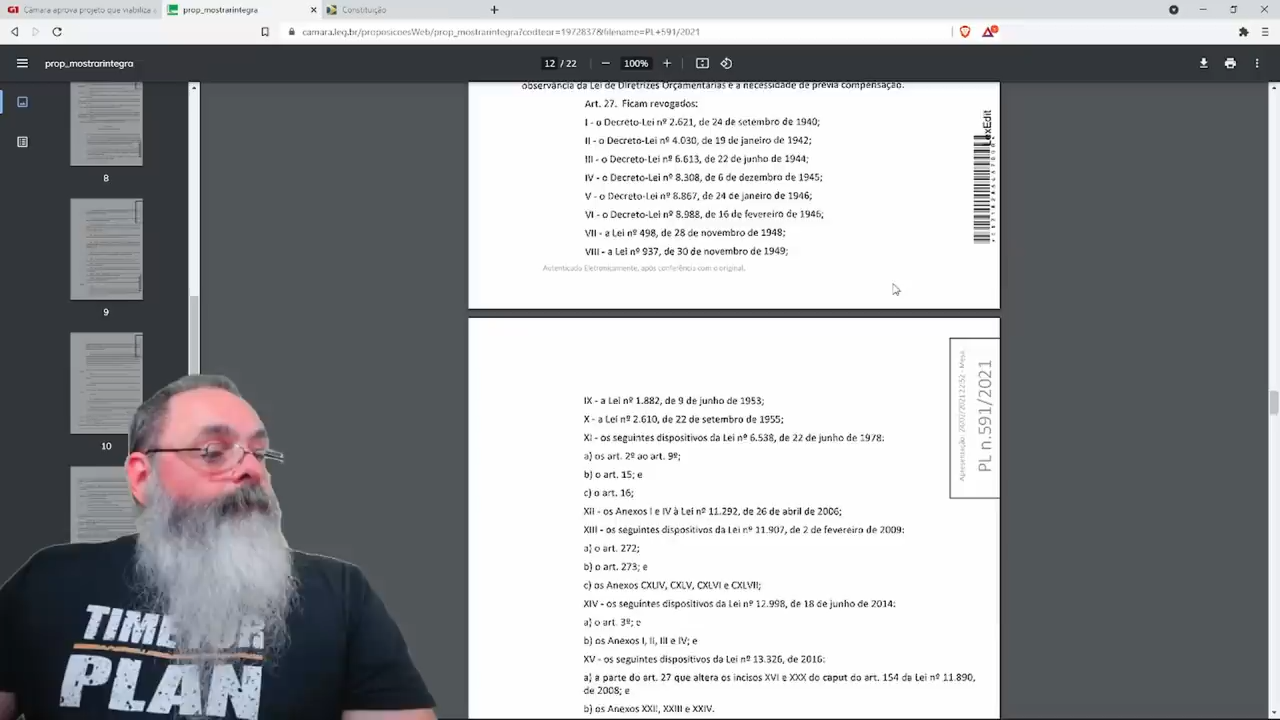 Câmara aprova projeto que viabiliza a
prop_mostrarintegra
Constituição
camara.leg.br/proposicoesWeb/prop_mostrarintegra?codteor=1972837&filename=PL+591/2021
prop_mostrarintegra
12 / 22
100%
8
9
10
observância da Lei de Diretrizes Orçamentárias e a necessidade de prévia compensação.
Art. 27. Ficam revogados:
I - o Decreto-Lei nº 2.621, de 24 de setembro de 1940;
II - o Decreto-Lei nº 4.030, de 19 de janeiro de 1942;
III - o Decreto-Lei nº 6.613, de 22 de junho de 1944;
IV - o Decreto-Lei nº 8.308, de 6 de dezembro de 1945;
V - o Decreto-Lei nº 8.867, de 24 de janeiro de 1946;
VI - o Decreto-Lei nº 8.988, de 16 de fevereiro de 1946;
VII - a Lei nº 498, de 28 de novembro de 1948;
VIII - a Lei nº 937, de 30 de novembro de 1949;
Autenticado Eletronicamente, após conferência com o original.
LexEdit
Apresentação: 24/02/2021 22:52 - Mesa
PL n.591/2021
IX - a Lei nº 1.882, de 9 de junho de 1953;
X - a Lei nº 2.610, de 22 de setembro de 1955;
XI - os seguintes dispositivos da Lei nº 6.538, de 22 de junho de 1978:
a) os art. 2º ao art. 9º;
b) o art. 15; e
c) o art. 16;
XII - os Anexos I e IV à Lei nº 11.292, de 26 de abril de 2006;
XIII - os seguintes dispositivos da Lei nº 11.907, de 2 de fevereiro de 2009:
a) o art. 272;
b) o art. 273; e
c) os Anexos CXLIV, CXLV, CXLVI e CXLVII;
XIV - os seguintes dispositivos da Lei nº 12.998, de 18 de junho de 2014:
a) o art. 3º; e
b) os Anexos I, II, III e IV; e
XV - os seguintes dispositivos da Lei nº 13.326, de 2016:
a) a parte do art. 27 que altera os incisos XVI e XXX do caput do art. 154 da Lei nº 11.890,
de 2008; e
b) os Anexos XXII, XXIII e XXIV.
PLAN